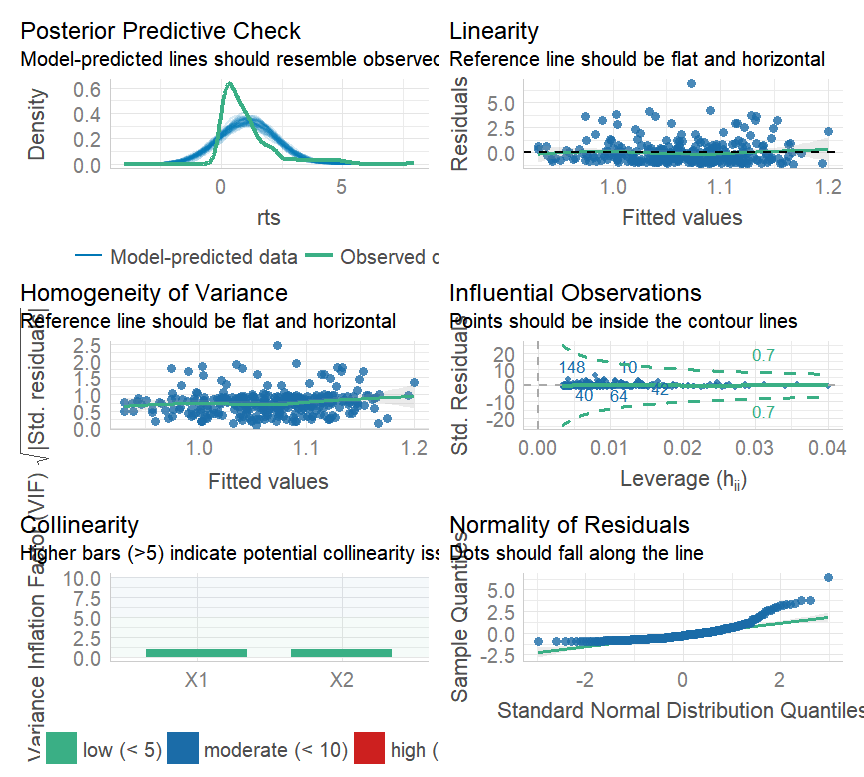 Posterior Predictive Check
Model-predicted lines should resemble observed
Density
0.6
0.4
0.2
0.0
0 5
rts
Model-predicted data Observed
Linearity
Reference line should be flat and horizontal
Residuals
5.0
2.5
0.0
1.0 1.1 1.2
Fitted values
Homogeneity of Variance
Reference line should be flat and horizontal
√|Std. residuals|
2.5
2.0
1.5
1.0
0.5
0.0
1.0 1.1 1.2
Fitted values
Influential Observations
Points should be inside the contour lines
Std. Residuals
20
10
0
-10
-20
0.7
148 10
40 64 42
0.7
0.00 0.01 0.02 0.03 0.04
Leverage (hii)
Collinearity
Higher bars (>5) indicate potential collinearity
Variance Inflation Factor (VIF)
10.0
7.5
5.0
2.5
0.0
X1 X2
low (< 5) moderate (< 10) high (
Normality of Residuals
Dots should fall along the line
Sample Quantiles
5.0
2.5
0.0
-2.5
-2 0 2
Standard Normal Distribution Quantiles